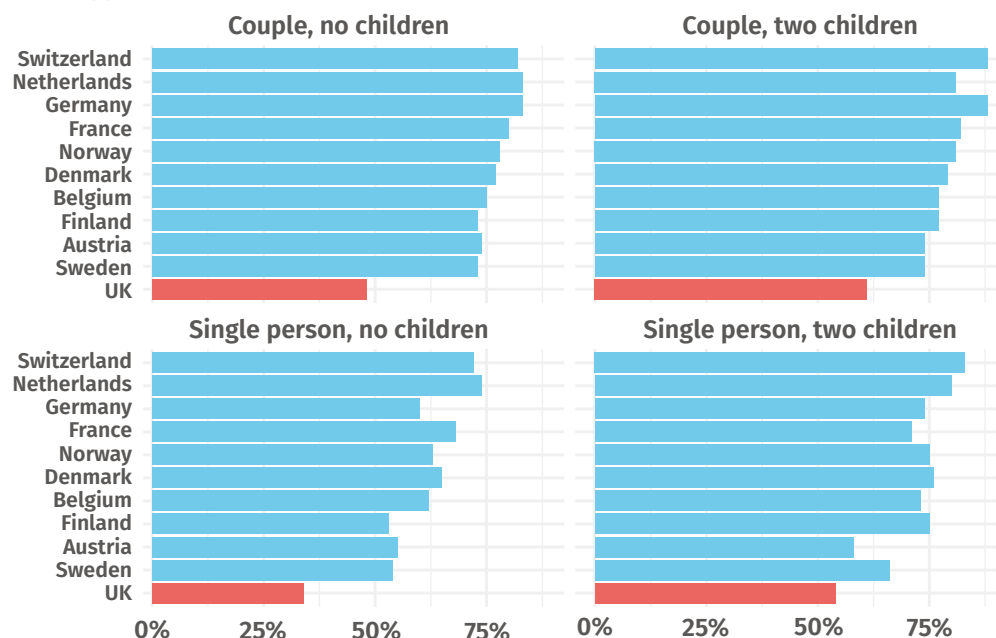 Couple, no children
Couple, two children
Switzerland
Netherlands
Germany
France
Norway
Denmark
Belgium
Finland
Austria
Sweden
UK
Single person, no children
Single person, two children
Switzerland
Netherlands
Germany
France
Norway
Denmark
Belgium
Finland
Austria
Sweden
UK
0% 25% 50% 75%
0% 25% 50% 75%